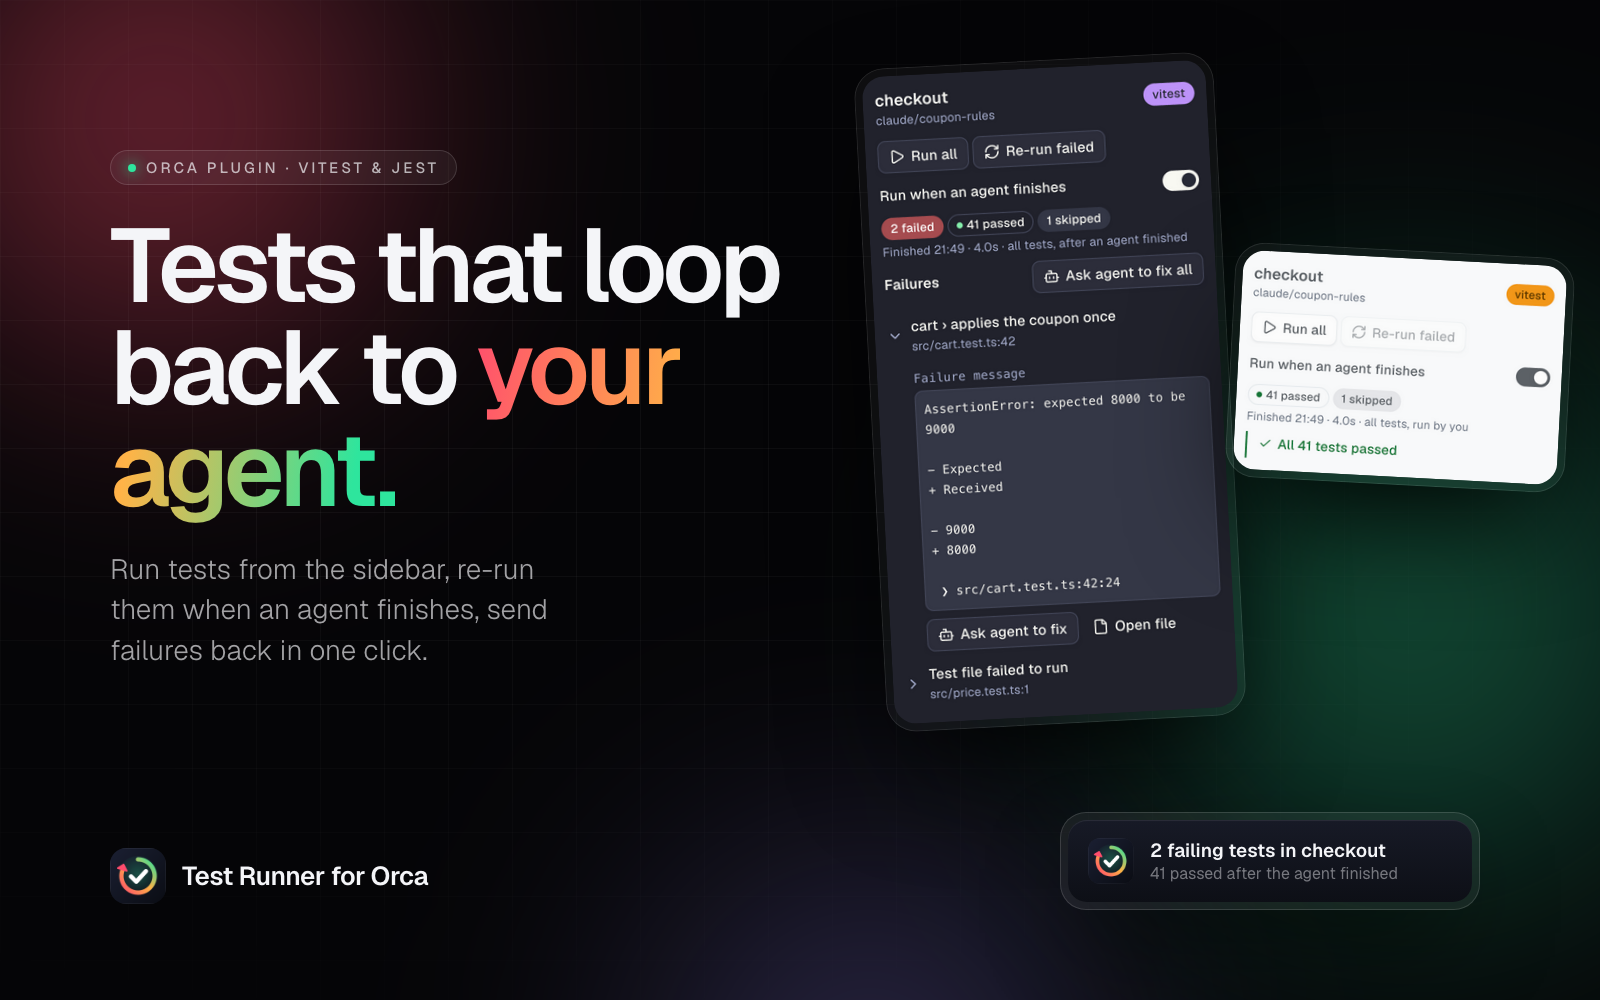 ORCA PLUGIN · VITEST & JEST
Tests that loop
back to your
agent.
Run tests from the sidebar, re-run
them when an agent finishes, send
failures back in one click.
Test Runner for Orca
checkout
vitest
claude/coupon-rules
Run all
Re-run failed
Run when an agent finishes
2 failed
41 passed
1 skipped
Finished 21:49 · 4.0s · all tests, after an agent finished
Failures
Ask agent to fix all
cart › applies the coupon once
src/cart.test.ts:42
Failure message
AssertionError: expected 8000 to be
9000
− Expected
+ Received
− 9000
+ 8000
❯ src/cart.test.ts:42:24
Ask agent to fix
Open file
Test file failed to run
src/price.test.ts:1
checkout
vitest
claude/coupon-rules
Run all
Re-run failed
Run when an agent finishes
41 passed
1 skipped
Finished 21:49 · 4.0s · all tests, run by you
All 41 tests passed
2 failing tests in checkout
41 passed after the agent finished